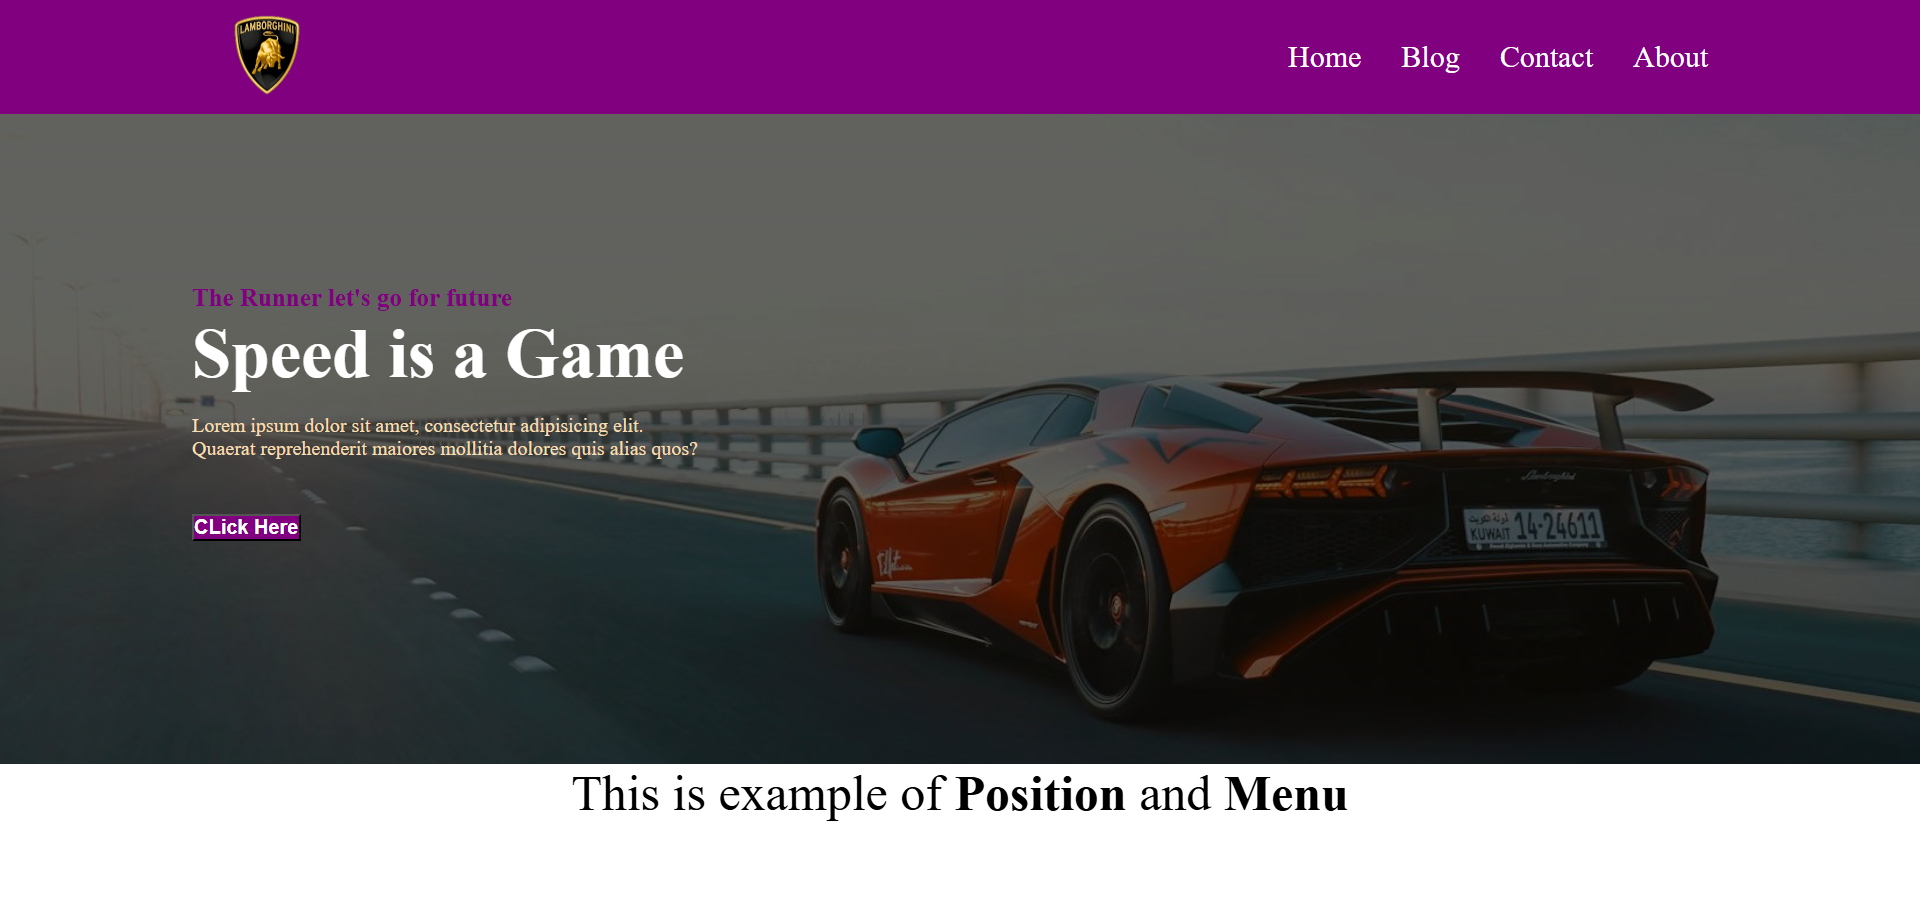 LAMBORGHINI
Home Blog Contact About
The Runner let's go for future
Speed is a Game
Lorem ipsum dolor sit amet, consectetur adipisicing elit.
Quaerat reprehenderit maiores mollitia dolores quis alias quos?
CLick Here
Lamborghini
KUWAIT 14-24611
This is example of Position and Menu